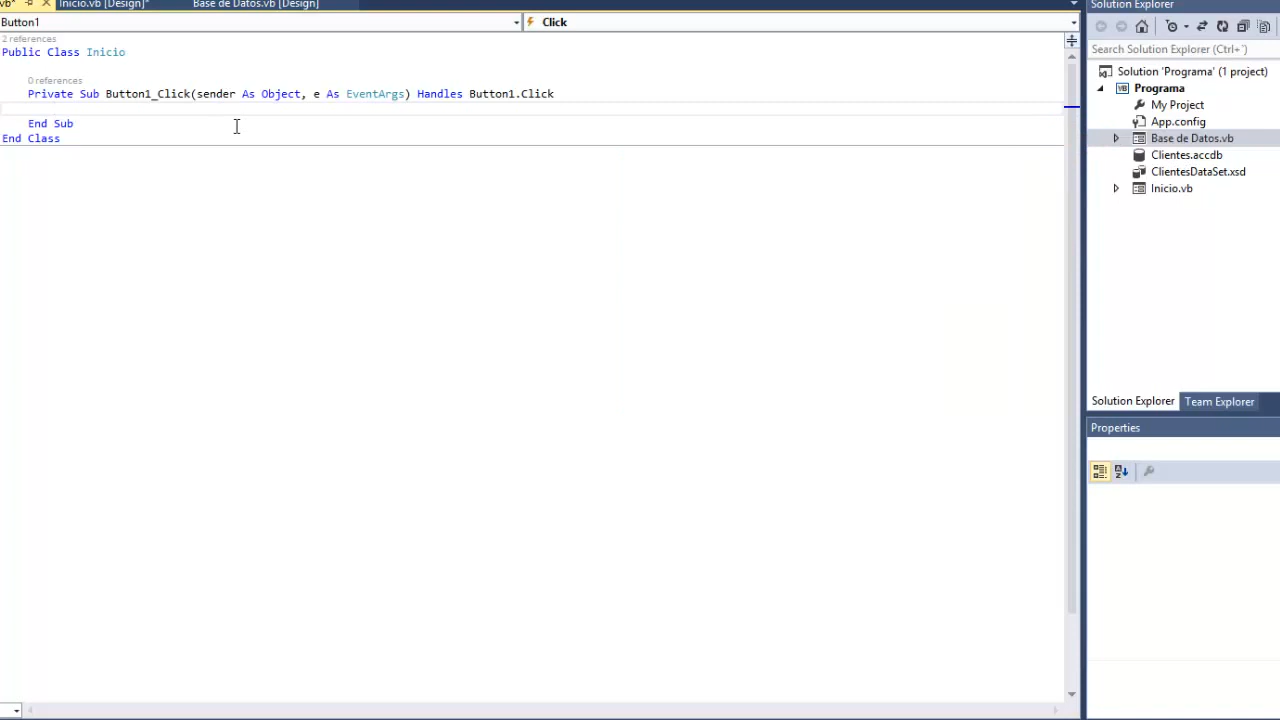 vb*
Inicio.vb [Design]*
Base de Datos.vb [Design]
Button1
Click
2 references
Public Class Inicio
0 references
Private Sub Button1_Click(sender As Object, e As EventArgs) Handles Button1.Click
End Sub
End Class
Solution Explorer
Search Solution Explorer (Ctrl+´)
Solution 'Programa' (1 project)
VB Programa
My Project
App.config
Base de Datos.vb
Clientes.accdb
ClientesDataSet.xsd
Inicio.vb
Solution Explorer
Team Explorer
Properties